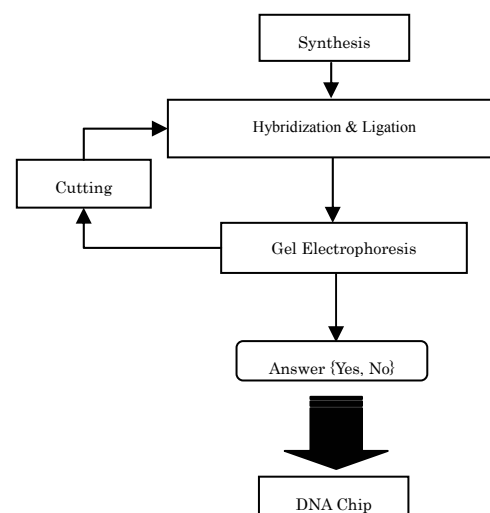 Synthesis
Hybridization & Ligation
Cutting
Gel Electrophoresis
Answer {Yes, No}
DNA Chip